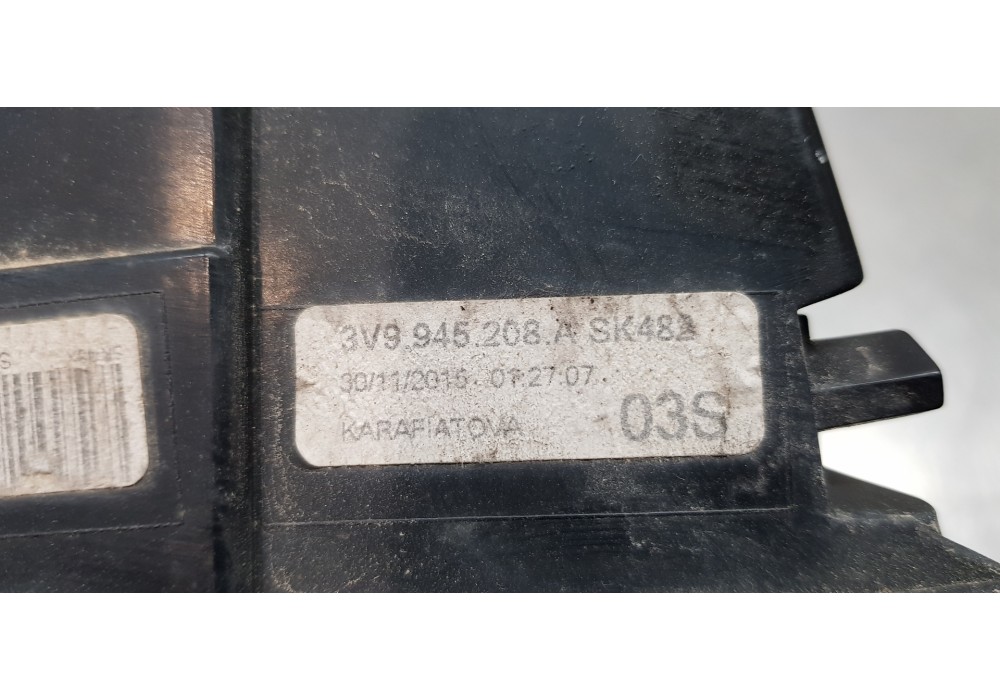 3V9.945.208.A SK482
30/11/2015 01:27:07
KARAFIATOVA 03S